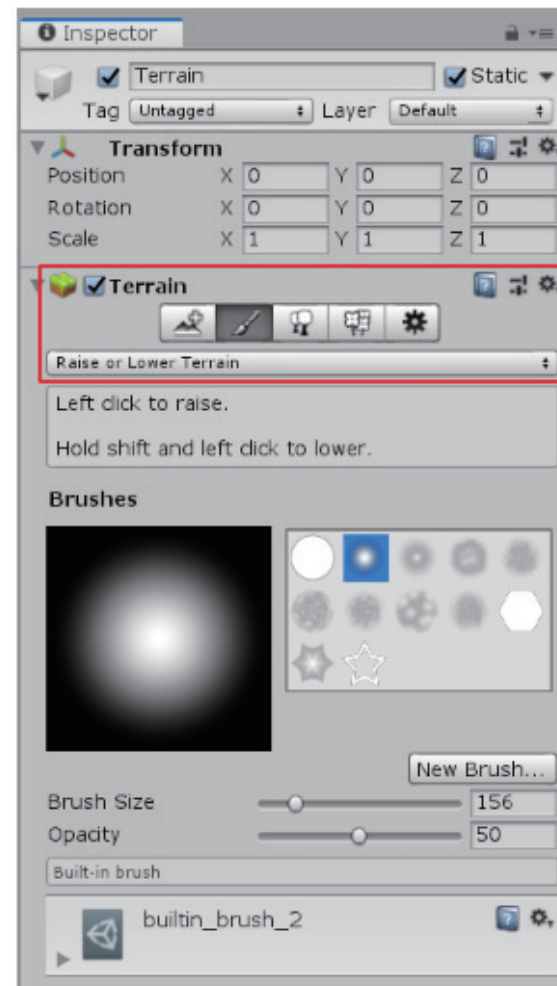 Inspector
Terrain Static
Tag Untagged Layer Default
Transform
Position X 0 Y 0 Z 0
Rotation X 0 Y 0 Z 0
Scale X 1 Y 1 Z 1
Terrain
Raise or Lower Terrain
Left click to raise.
Hold shift and left click to lower.
Brushes
New Brush...
Brush Size 156
Opacity 50
Built-in brush
builtin_brush_2